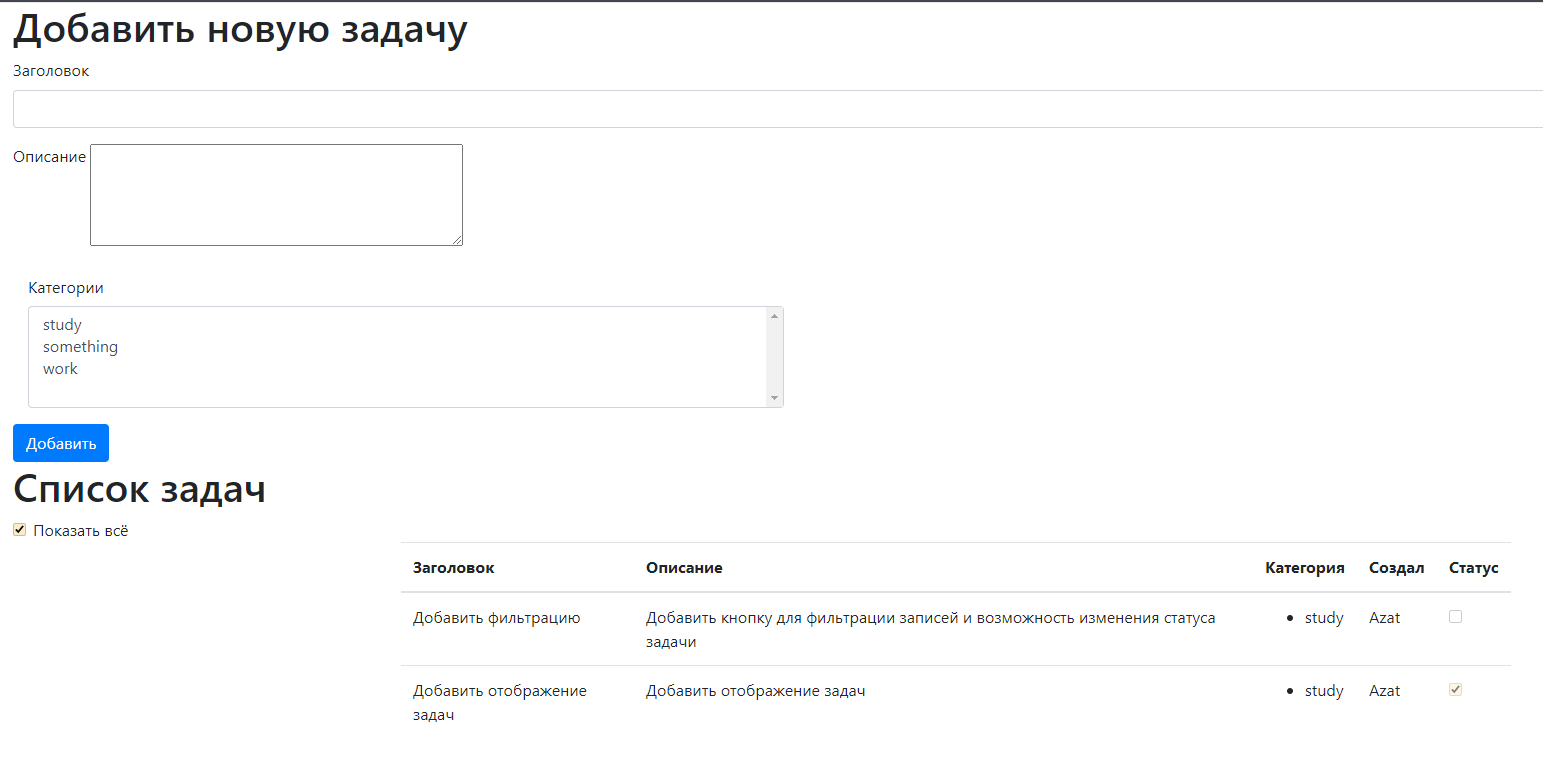 Добавить новую задачу
Заголовок
Описание
Категории
study
something
work
Добавить
Список задач
Показать всё
Заголовок Описание Категория Создал Статус
Добавить фильтрацию Добавить кнопку для фильтрации записей и возможность изменения статуса study Azat
задачи
Добавить отображение Добавить отображение задач study Azat
задач